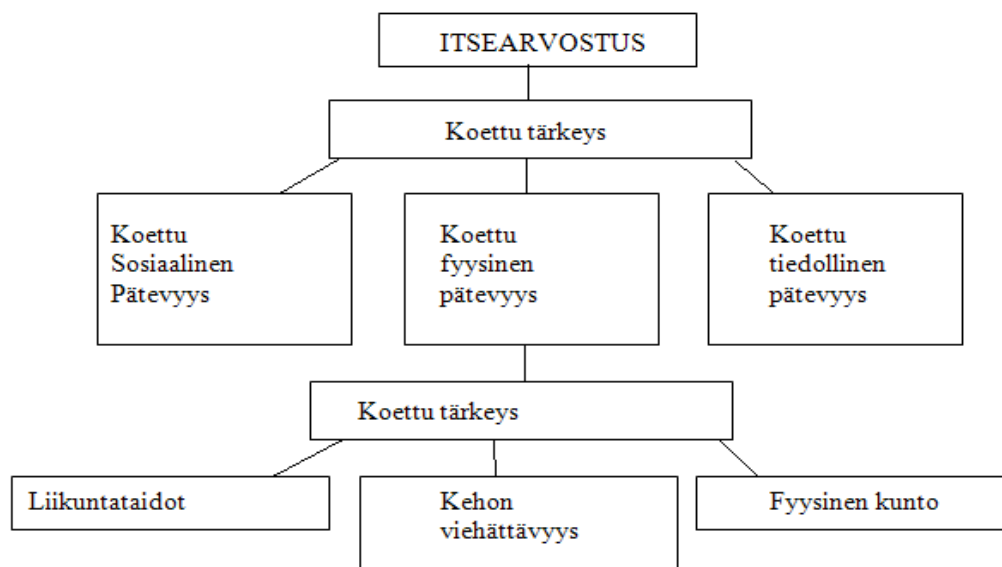 ITSEARVOSTUS
Koettu tärkeys
Koettu
Sosiaalinen
Pätevyys
Koettu
fyysinen
pätevyys
Koettu
tiedollinen
pätevyys
Koettu tärkeys
Liikuntataidot
Kehon
viehättävyys
Fyysinen kunto